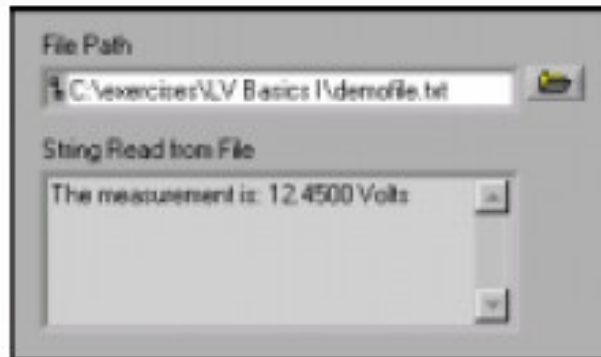 File Path
C:\exercises\LV Basics I\demofile.txt
String Read from File
The measurement is: 12.4500 Volts